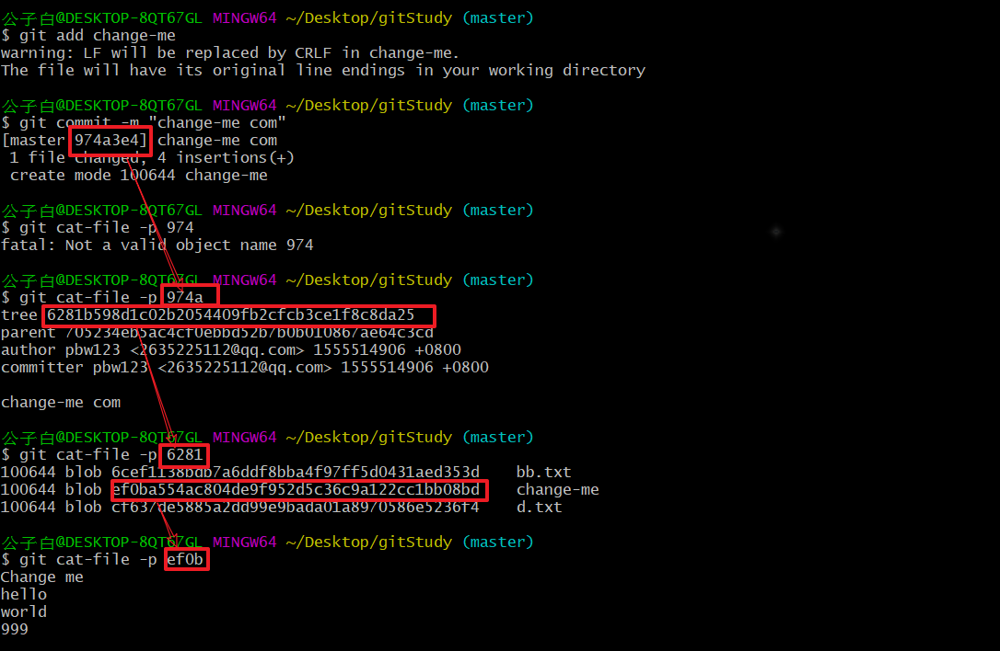 公子白@DESKTOP-8QT67GL MINGW64 ~/Desktop/gitStudy (master)
$ git add change-me
warning: LF will be replaced by CRLF in change-me.
The file will have its original line endings in your working directory
公子白@DESKTOP-8QT67GL MINGW64 ~/Desktop/gitStudy (master)
$ git commit -m "change-me com"
[master 974a3e4] change-me com
 1 file changed, 4 insertions(+)
 create mode 100644 change-me
公子白@DESKTOP-8QT67GL MINGW64 ~/Desktop/gitStudy (master)
$ git cat-file -p 974
fatal: Not a valid object name 974
公子白@DESKTOP-8QT67GL MINGW64 ~/Desktop/gitStudy (master)
$ git cat-file -p 974a
tree 6281b598d1c02b2054409fb2cfcb3ce1f8c8da25
parent 705234eb5ac4cf0ebbd52b7b0b010867ae64c3cd
author pbw123 <2635225112@qq.com> 1555514906 +0800
committer pbw123 <2635225112@qq.com> 1555514906 +0800
change-me com
公子白@DESKTOP-8QT67GL MINGW64 ~/Desktop/gitStudy (master)
$ git cat-file -p 6281
100644 blob 6cef1138bdb7a6ddf8bba4f97ff5d0431aed353d    bb.txt
100644 blob ef0ba554ac804de9f952d5c36c9a122cc1bb08bd    change-me
100644 blob cf637de5885a2dd99e9bada01a8970586e5236f4    d.txt
公子白@DESKTOP-8QT67GL MINGW64 ~/Desktop/gitStudy (master)
$ git cat-file -p ef0b
Change me
hello
world
999